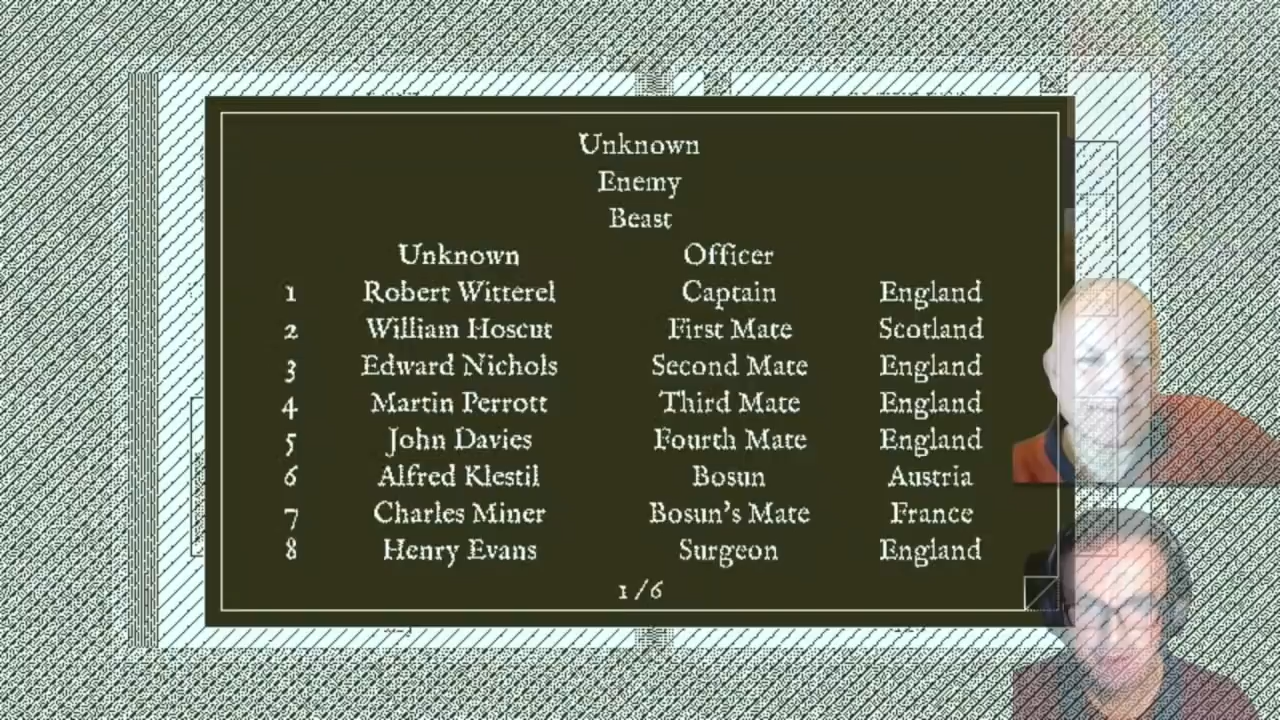 Unknown
Enemy
Beast
Unknown Officer
1 Robert Witterel Captain England
2 William Hoscut First Mate Scotland
3 Edward Nichols Second Mate England
4 Martin Perrott Third Mate England
5 John Davies Fourth Mate England
6 Alfred Klestil Bosun Austria
7 Charles Miner Bosun's Mate France
8 Henry Evans Surgeon England
1/6